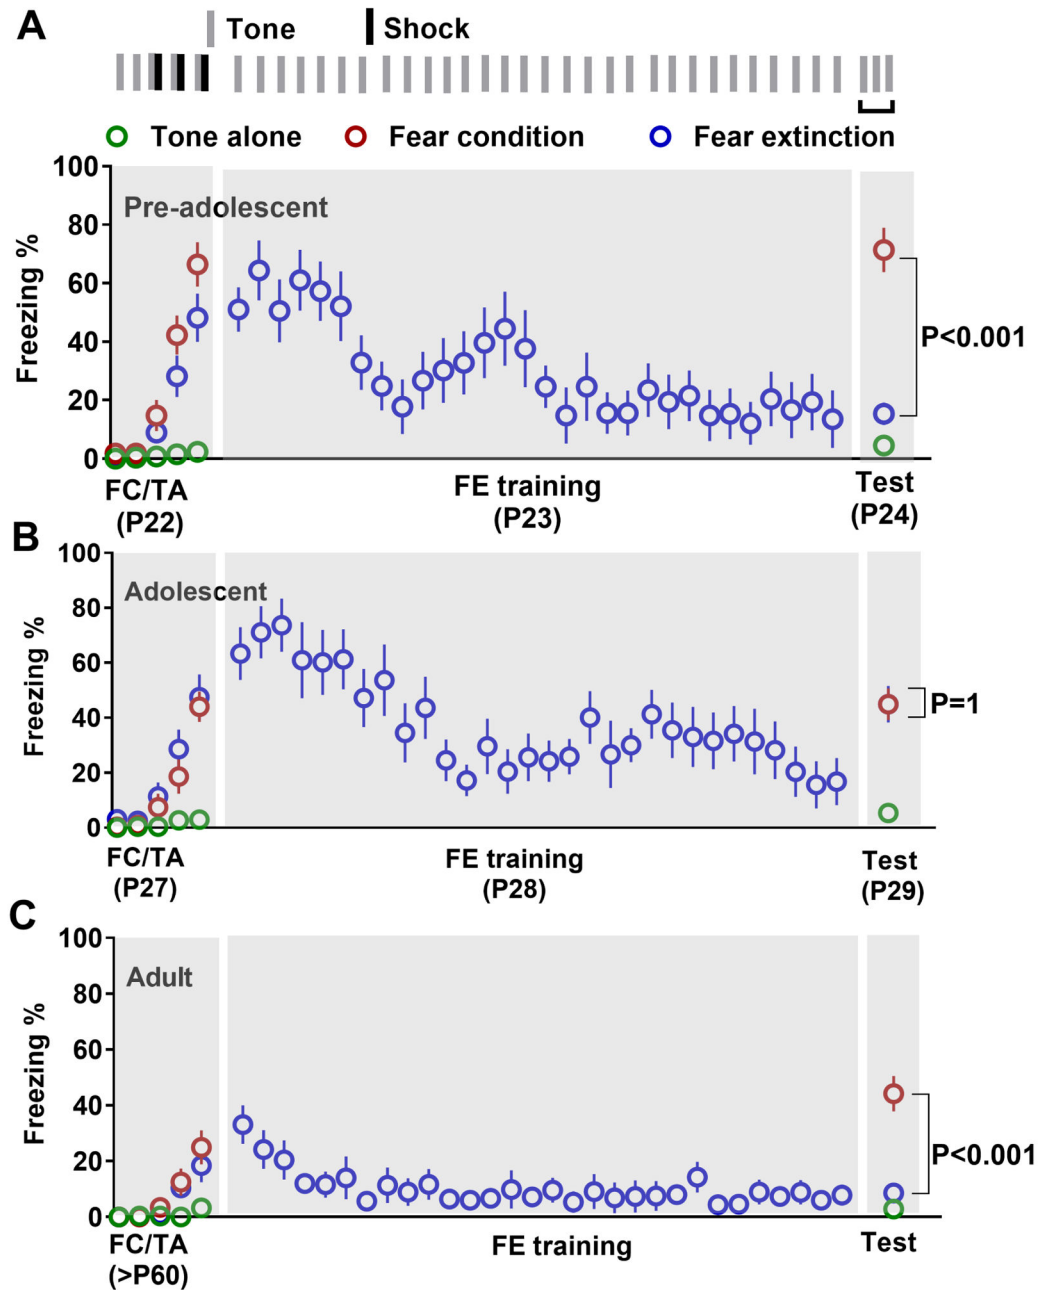 A
Tone
Shock
Tone alone
Fear condition
Fear extinction
100
80
60
40
20
0
Freezing %
Pre-adolescent
P<0.001
FC/TA
(P22)
FE training
(P23)
Test
(P24)
B
100
80
60
40
20
0
Freezing %
Adolescent
P=1
FC/TA
(P27)
FE training
(P28)
Test
(P29)
C
100
80
60
40
20
0
Freezing %
Adult
P<0.001
FC/TA
(>P60)
FE training
Test